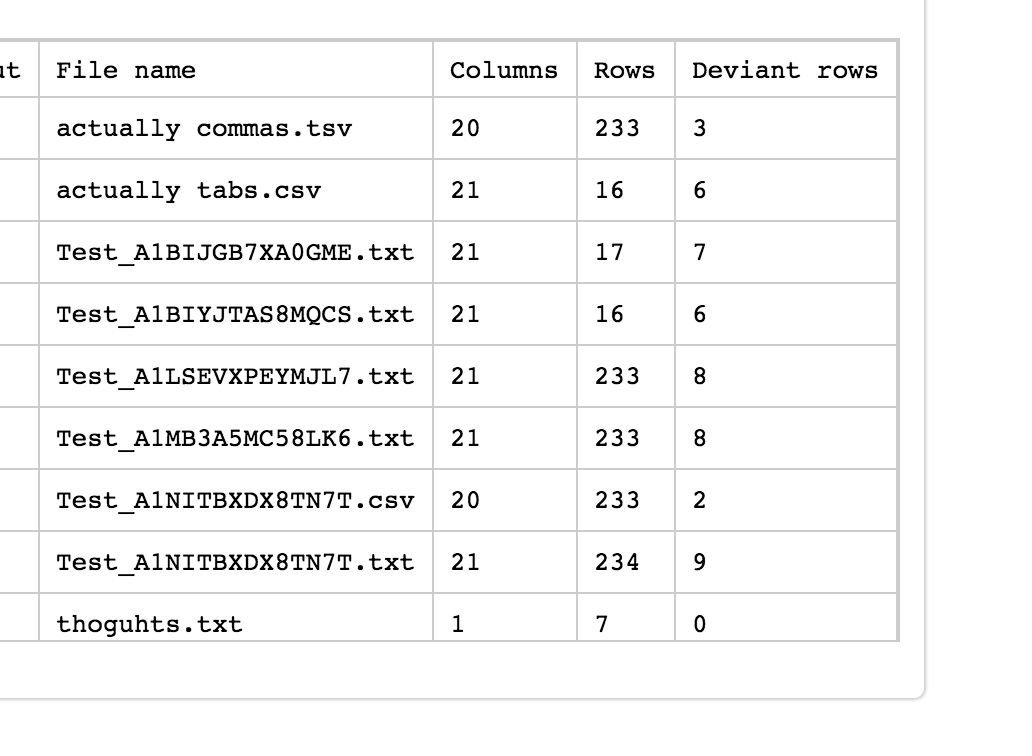 ut File name Columns Rows Deviant rows
actually commas.tsv 20 233 3
actually tabs.csv 21 16 6
Test_A1BIJGB7XA0GME.txt 21 17 7
Test_A1BIYJTAS8MQCS.txt 21 16 6
Test_A1LSEVXPEYMJL7.txt 21 233 8
Test_A1MB3A5MC58LK6.txt 21 233 8
Test_A1NITBXDX8TN7T.csv 20 233 2
Test_A1NITBXDX8TN7T.txt 21 234 9
thoguhts.txt 1 7 0